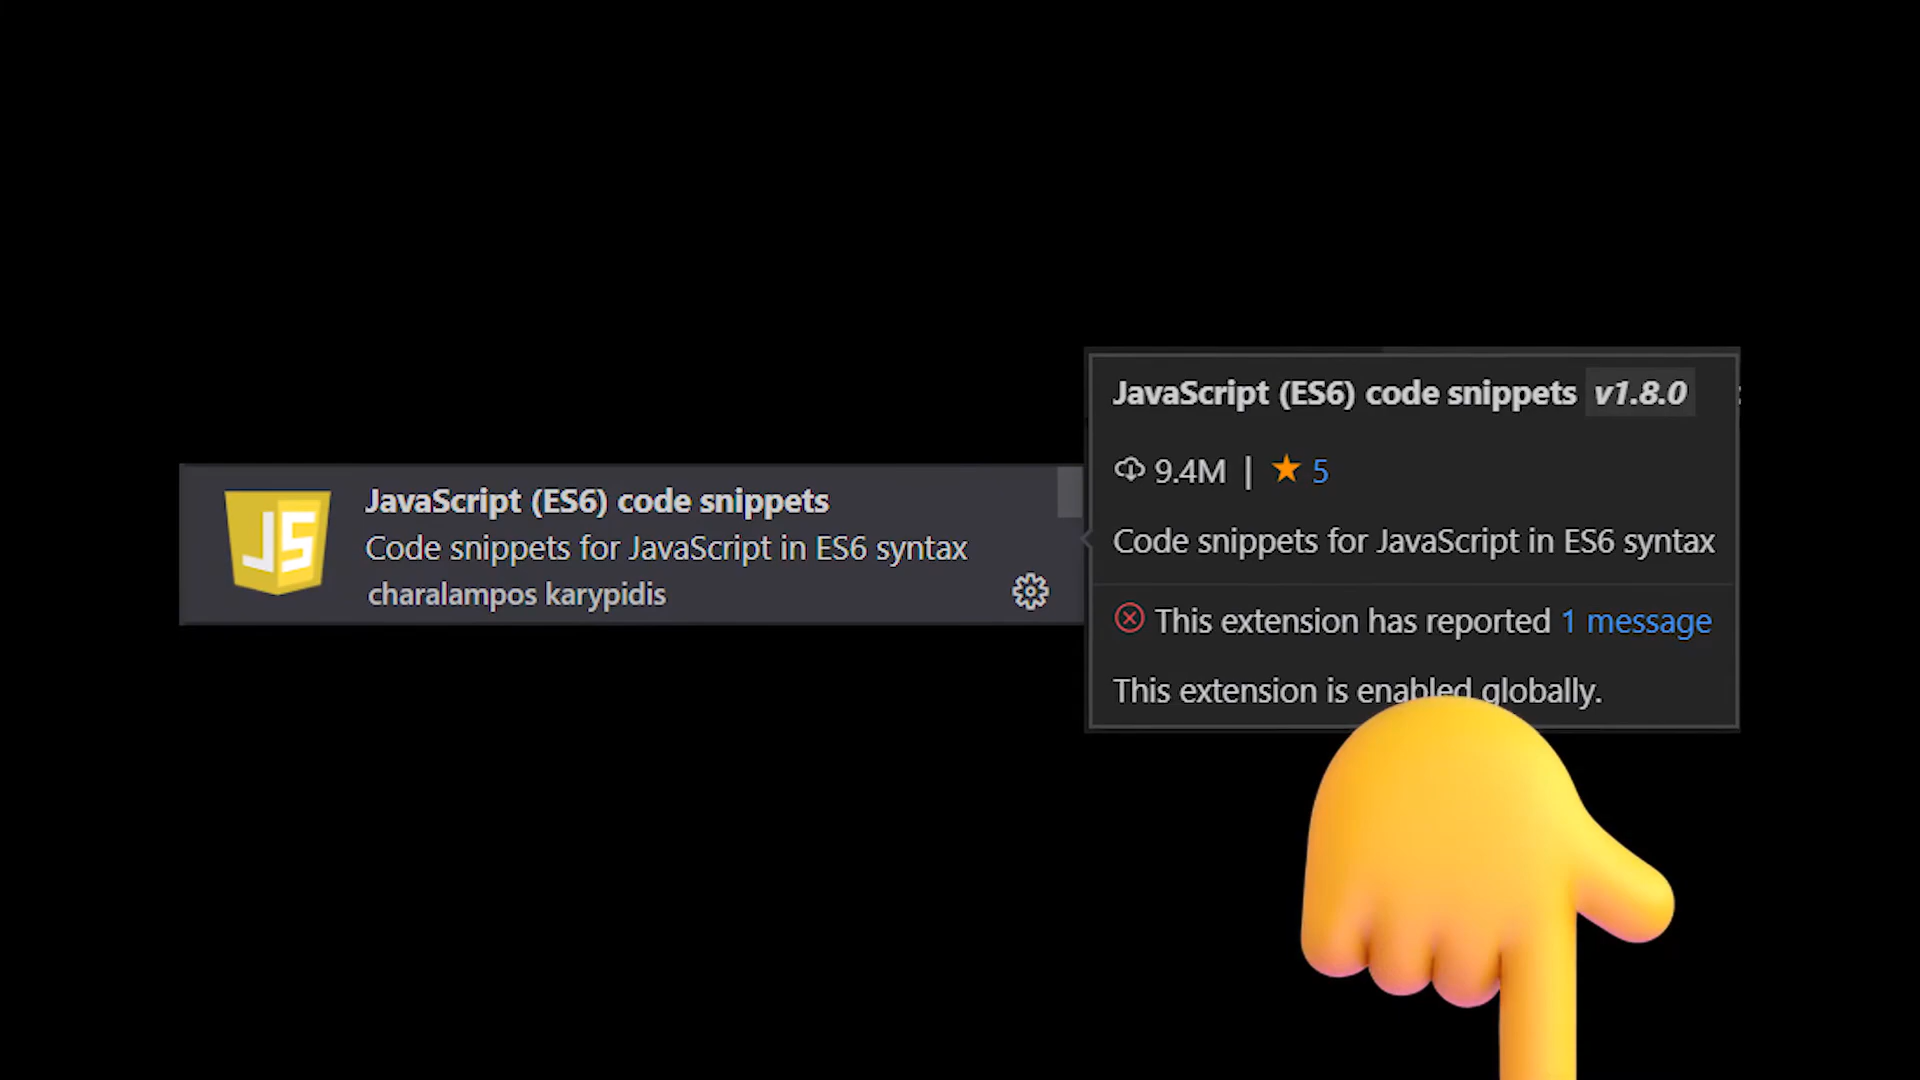 JS
JavaScript (ES6) code snippets
Code snippets for JavaScript in ES6 syntax
charalampos karypidis
JavaScript (ES6) code snippets v1.8.0
9.4M | ★ 5
Code snippets for JavaScript in ES6 syntax
This extension has reported 1 message
This extension is enabled globally.